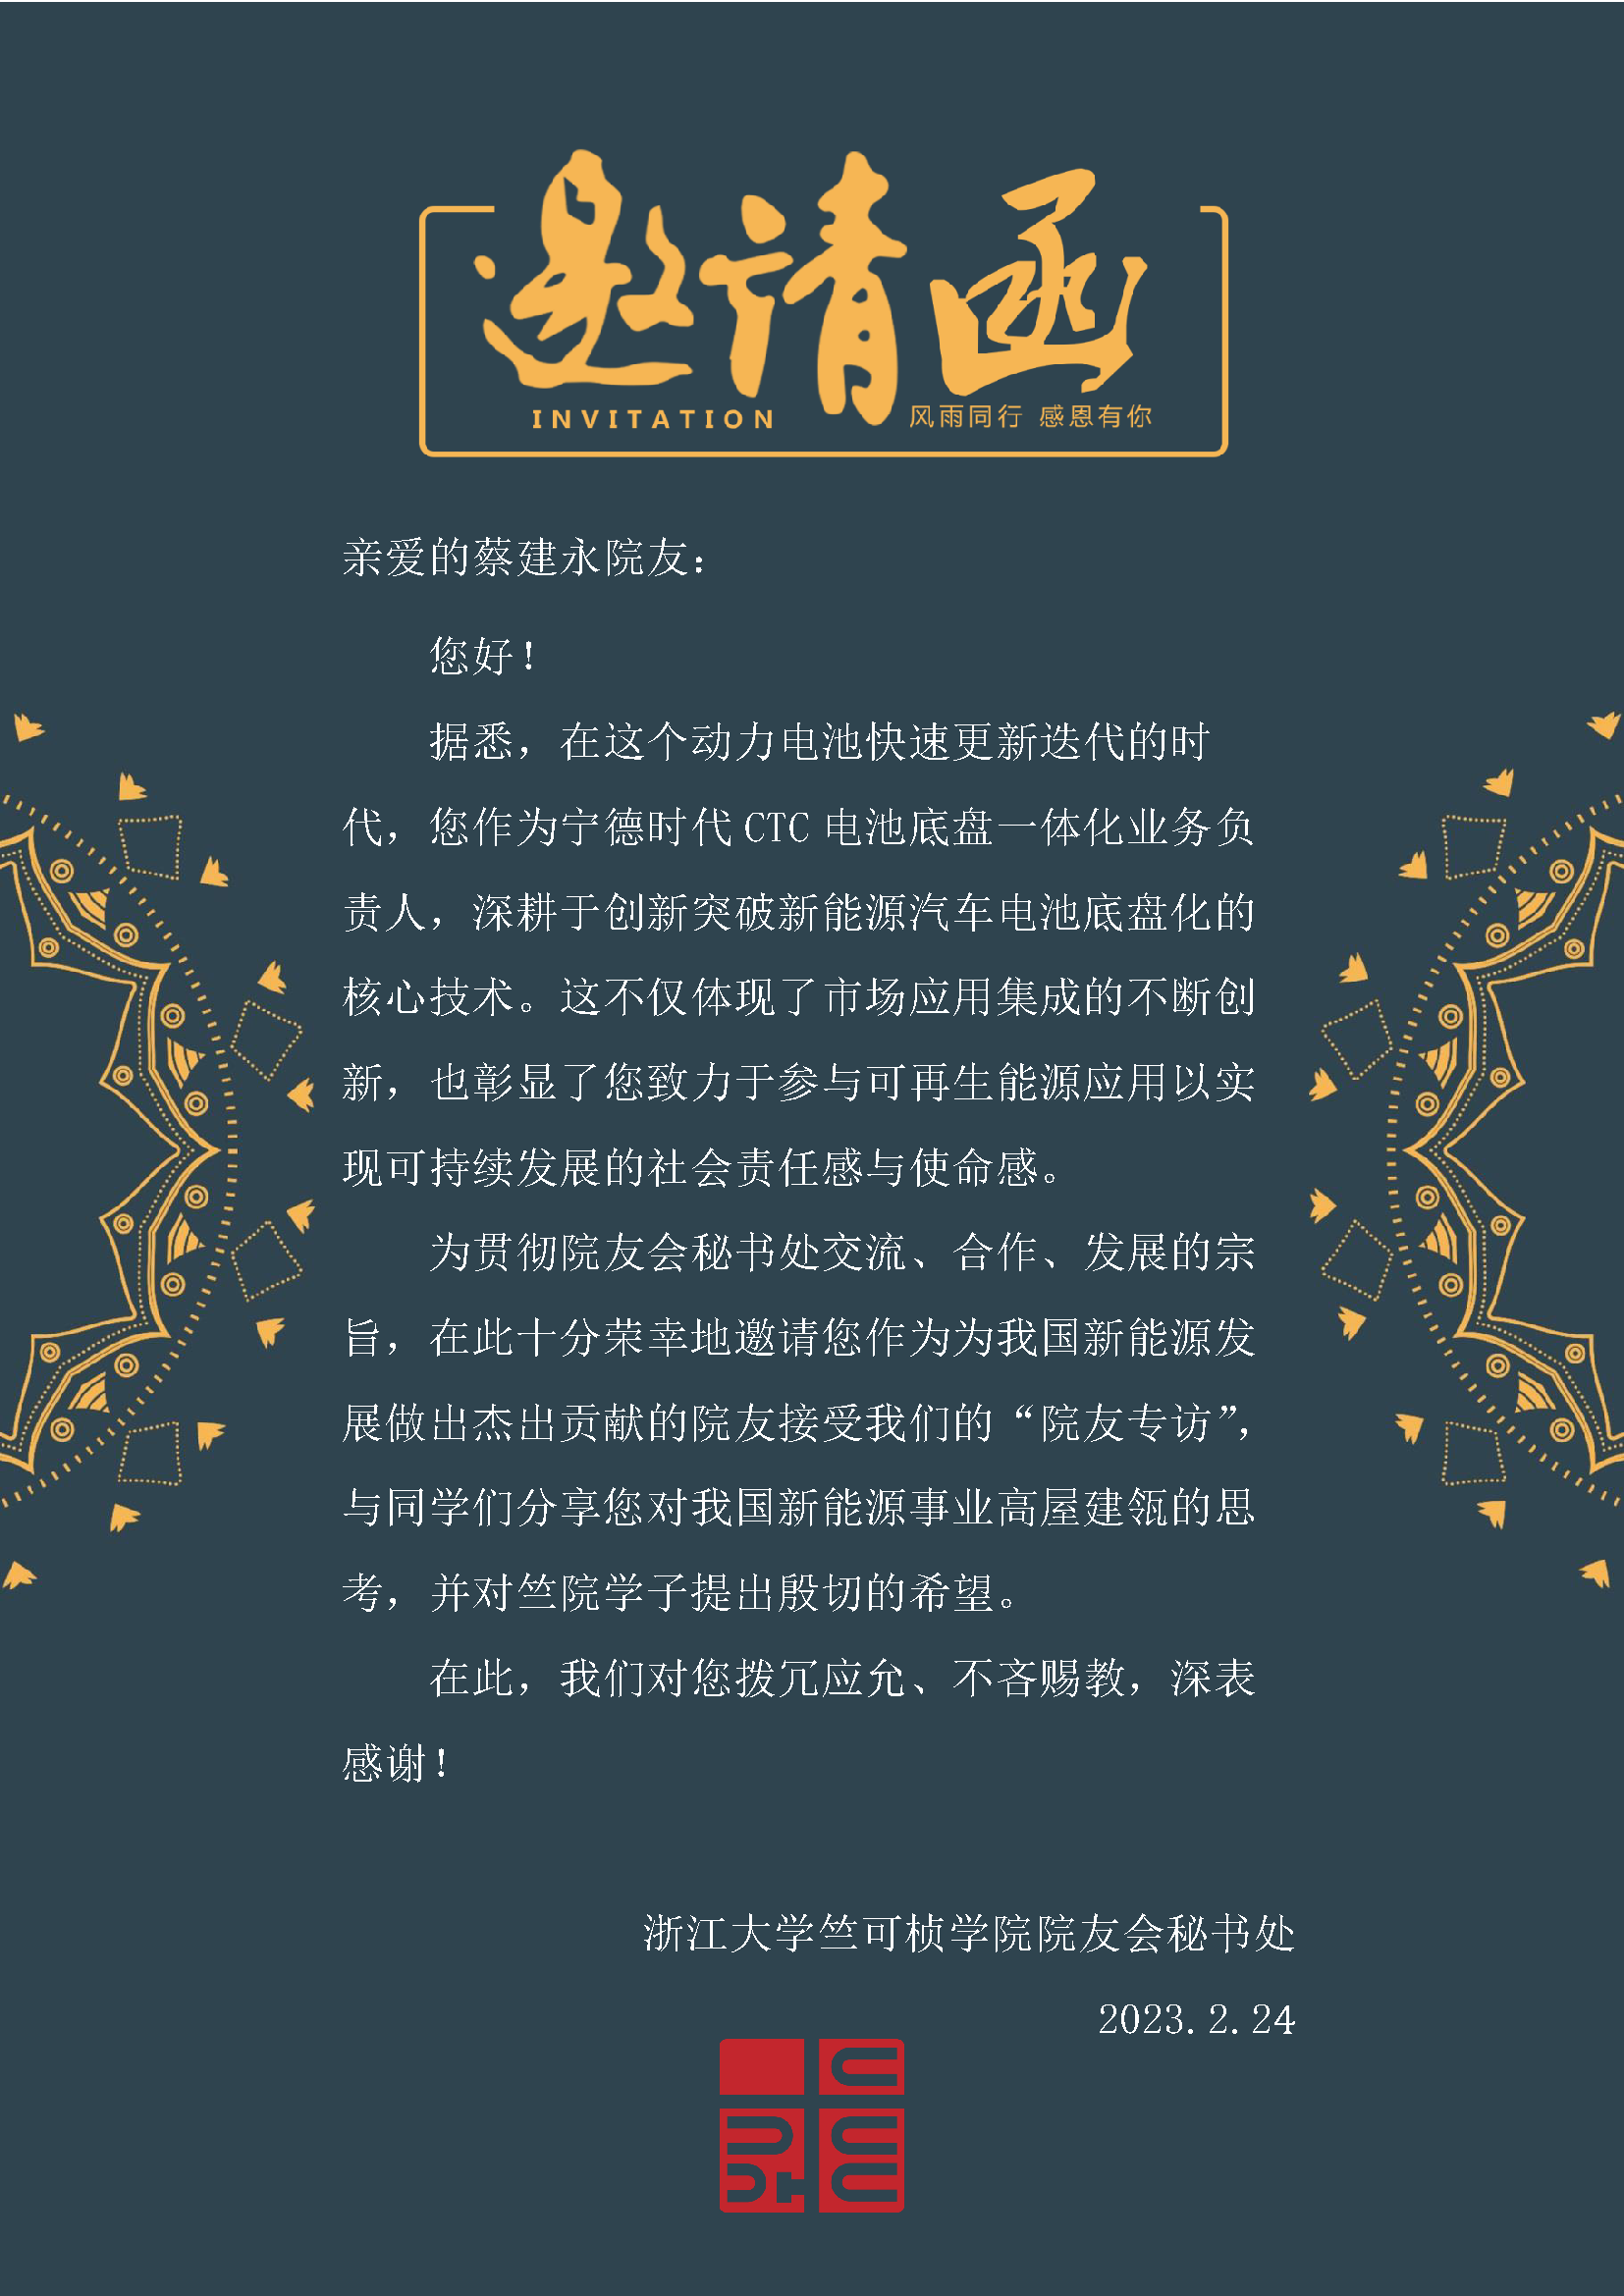 邀请函
INVITATION
风雨同行 感恩有你
亲爱的蔡建永院友：
您好！
据悉，在这个动力电池快速更新迭代的时
代，您作为宁德时代 CTC 电池底盘一体化业务负
责人，深耕于创新突破新能源汽车电池底盘化的
核心技术。这不仅体现了市场应用集成的不断创
新，也彰显了您致力于参与可再生能源应用以实
现可持续发展的社会责任感与使命感。
为贯彻院友会秘书处交流、合作、发展的宗
旨，在此十分荣幸地邀请您作为为我国新能源发
展做出杰出贡献的院友接受我们的“院友专访”，
与同学们分享您对我国新能源事业高屋建瓴的思
考，并对竺院学子提出殷切的希望。
在此，我们对您拨冗应允、不吝赐教，深表
感谢！
浙江大学竺可桢学院院友会秘书处
2023.2.24